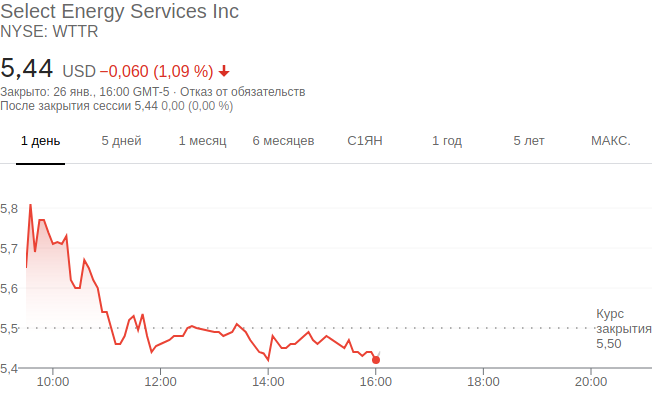 Select Energy Services Inc
NYSE: WTTR
5,44 USD −0,060 (1,09 %)
Закрыто: 26 янв., 16:00 GMT-5 · Отказ от обязательств
После закрытия сессии 5,44 0,00 (0,00 %)
1 день 5 дней 1 месяц 6 месяцев С1ЯН 1 год 5 лет МАКС.
5,8
5,7
5,6
5,5
5,4
Курс
закрытия
5,50
10:00 12:00 14:00 16:00 18:00 20:00